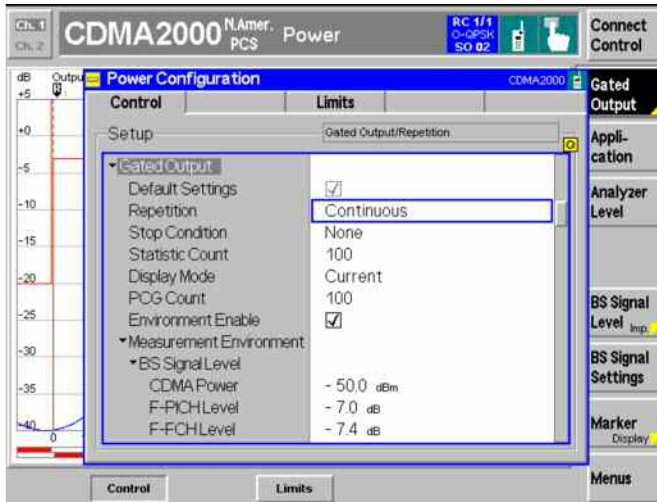 Ch. 1
Ch. 2
CDMA2000 N.Amer. PCS Power
RC 1/1
O-QPSK
SO 02
Connect Control
dB
Outpu
Power Configuration
CDMA2000
Control
Limits
Setup
Gated Output/Repetition
Gated Output
Default Settings
Repetition Continuous
Stop Condition None
Statistic Count 100
Display Mode Current
PCG Count 100
Environment Enable
Measurement Environment
BS Signal Level
CDMA Power - 50.0 dBm
F-PICH Level - 7.0 dB
F-FCH Level - 7.4 dB
+5
+0
-5
-10
-15
-20
-25
-30
-35
-40
0
Gated Output
Appli-
cation
Analyzer Level
BS Signal
Level Imp.
BS Signal
Settings
Marker
Display
Menus
Control
Limits